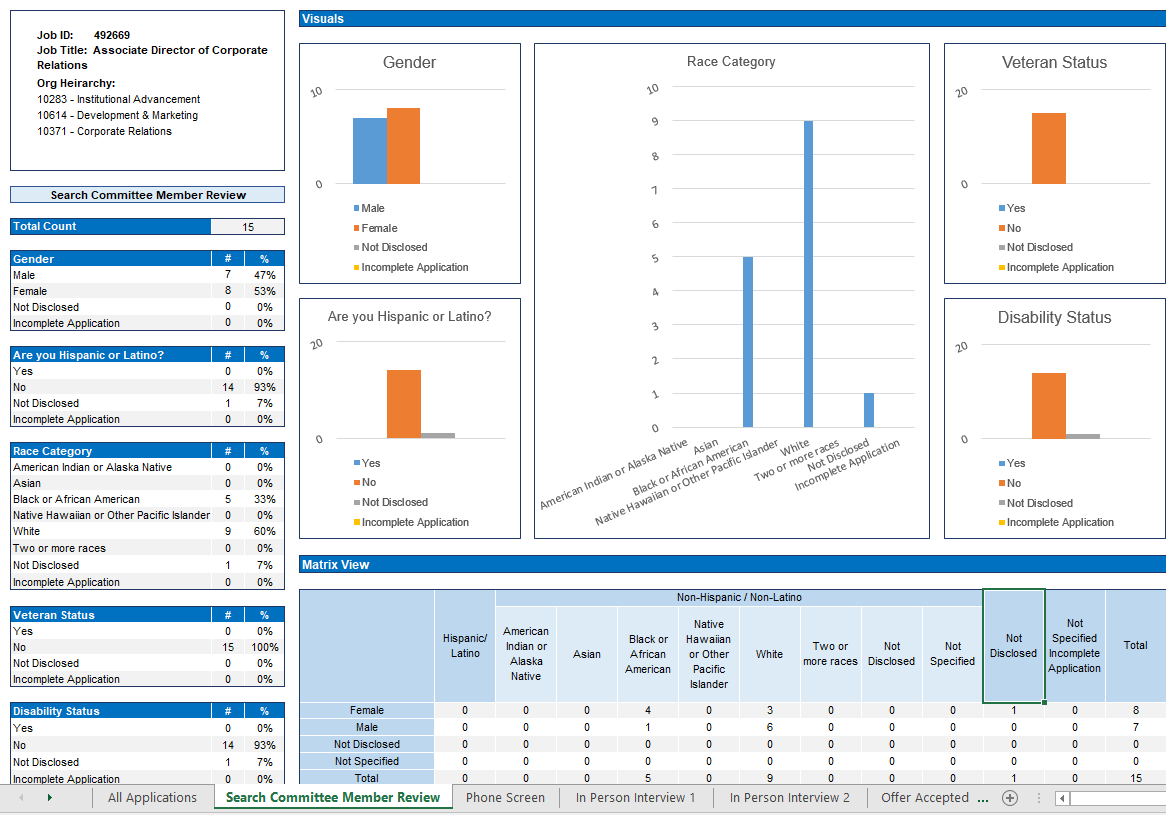 Job ID: 492669
Job Title: Associate Director of Corporate
Relations
Org Heirarchy:
10283 - Institutional Advancement
10614 - Development & Marketing
10371 - Corporate Relations
Search Committee Member Review
Total Count 15
Gender # %
Male 7 47%
Female 8 53%
Not Disclosed 0 0%
Incomplete Application 0 0%
Are you Hispanic or Latino? # %
Yes 0 0%
No 14 93%
Not Disclosed 1 7%
Incomplete Application 0 0%
Race Category # %
American Indian or Alaska Native 0 0%
Asian 0 0%
Black or African American 5 33%
Native Hawaiian or Other Pacific Islander 0 0%
White 9 60%
Two or more races 0 0%
Not Disclosed 1 7%
Incomplete Application 0 0%
Veteran Status # %
Yes 0 0%
No 15 100%
Not Disclosed 0 0%
Incomplete Application 0 0%
Disability Status # %
Yes 0 0%
No 14 93%
Not Disclosed 1 7%
Incomplete Application 0 0%
Visuals
Gender
10
0
Male
Female
Not Disclosed
Incomplete Application
Are you Hispanic or Latino?
20
0
Yes
No
Not Disclosed
Incomplete Application
Race Category
10
9
8
7
6
5
4
3
2
1
0
American Indian or Alaska Native
Asian
Black or African American
Native Hawaiian or Other Pacific Islander
White
Two or more races
Not Disclosed
Incomplete Application
Veteran Status
20
0
Yes
No
Not Disclosed
Incomplete Application
Disability Status
20
0
Yes
No
Not Disclosed
Incomplete Application
Matrix View
Non-Hispanic / Non-Latino
Hispanic/
Latino
American
Indian or
Alaska
Native
Asian
Black or
African
American
Native
Hawaiian
or Other
Pacific
Islander
White
Two or
more races
Not
Disclosed
Not
Specified
Not
Disclosed
Not
Specified
Incomplete
Application
Total
Female 0 0 0 4 0 3 0 0 0 1 0 8
Male 0 0 0 1 0 6 0 0 0 0 0 7
Not Disclosed 0 0 0 0 0 0 0 0 0 0 0 0
Not Specified 0 0 0 0 0 0 0 0 0 0 0 0
Total 0 0 0 5 0 9 0 0 0 1 0 15
All Applications Search Committee Member Review Phone Screen In Person Interview 1 In Person Interview 2 Offer Accepted ...